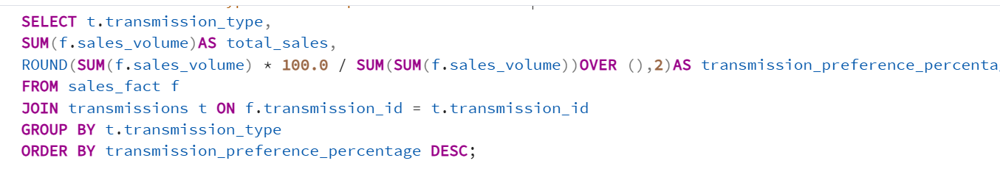 SELECT t.transmission_type,
SUM(f.sales_volume)AS total_sales,
ROUND(SUM(f.sales_volume) * 100.0 / SUM(SUM(f.sales_volume))OVER (),2)AS transmission_preference_percenta
FROM sales_fact f
JOIN transmissions t ON f.transmission_id = t.transmission_id
GROUP BY t.transmission_type
ORDER BY transmission_preference_percentage DESC;